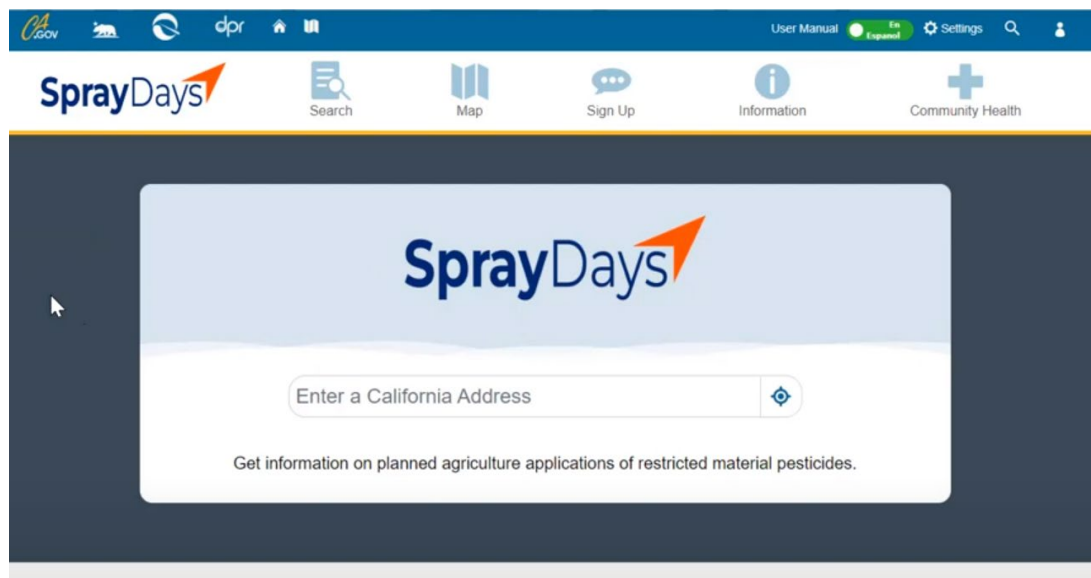 CA.GOV
dpr
User Manual
En
Espanol
Settings
SprayDays
Search
Map
Sign Up
Information
Community Health
SprayDays
Enter a California Address
Get information on planned agriculture applications of restricted material pesticides.